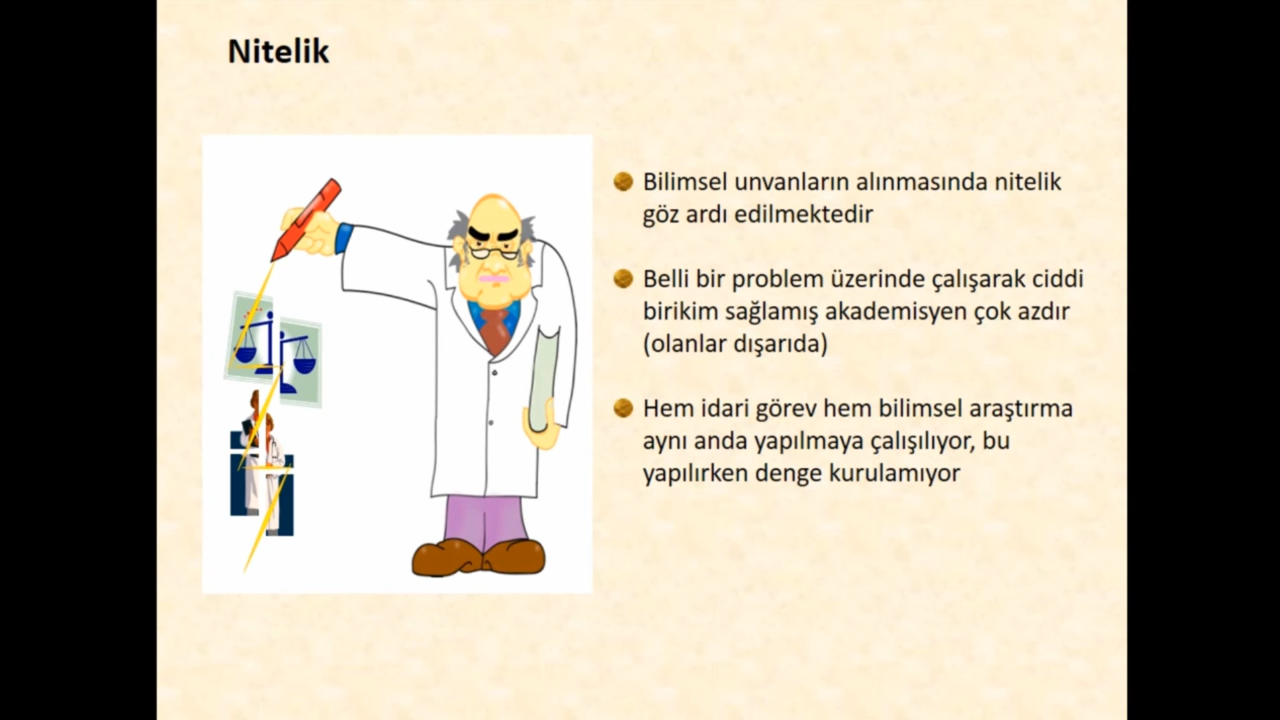 Nitelik
Bilimsel unvanların alınmasında nitelik
göz ardı edilmektedir
Belli bir problem üzerinde çalışarak ciddi
birikim sağlamış akademisyen çok azdır
(olanlar dışarıda)
Hem idari görev hem bilimsel araştırma
aynı anda yapılmaya çalışılıyor, bu
yapılırken denge kurulamıyor